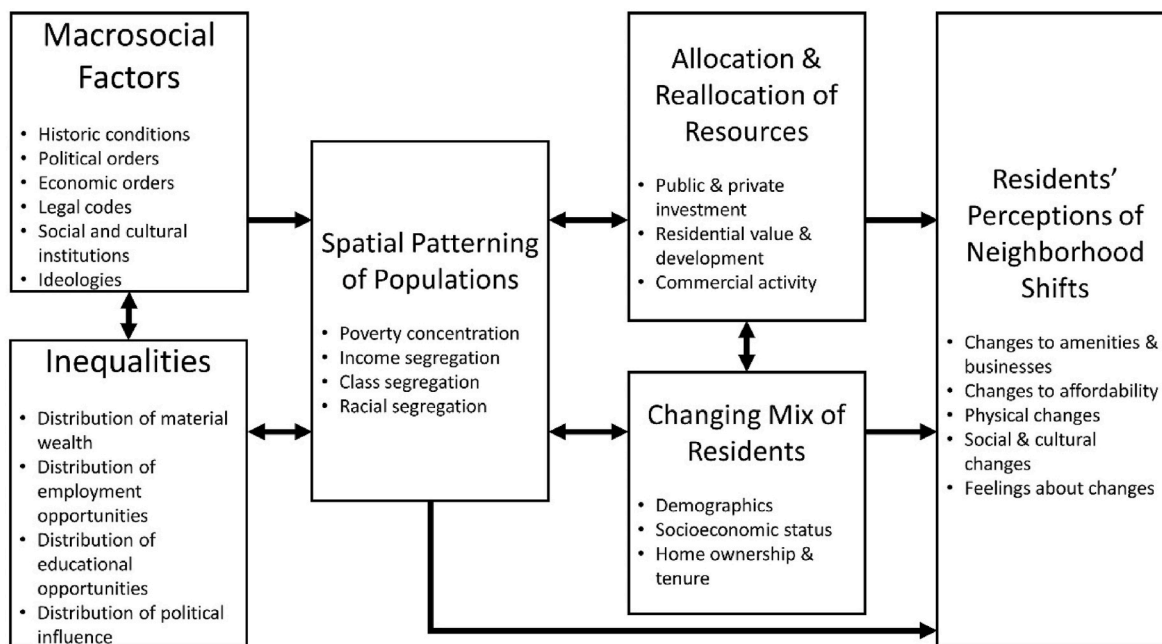 Macrosocial
Factors
• Historic conditions
• Political orders
• Economic orders
• Legal codes
• Social and cultural
institutions
• Ideologies
Inequalities
• Distribution of material
wealth
• Distribution of
employment
opportunities
• Distribution of
educational
opportunities
• Distribution of political
influence
Spatial Patterning
of Populations
• Poverty concentration
• Income segregation
• Class segregation
• Racial segregation
Allocation &
Reallocation of
Resources
• Public & private
investment
• Residential value &
development
• Commercial activity
Changing Mix of
Residents
• Demographics
• Socioeconomic status
• Home ownership &
tenure
Residents’
Perceptions of
Neighborhood
Shifts
• Changes to amenities &
businesses
• Changes to affordability
• Physical changes
• Social & cultural
changes
• Feelings about changes